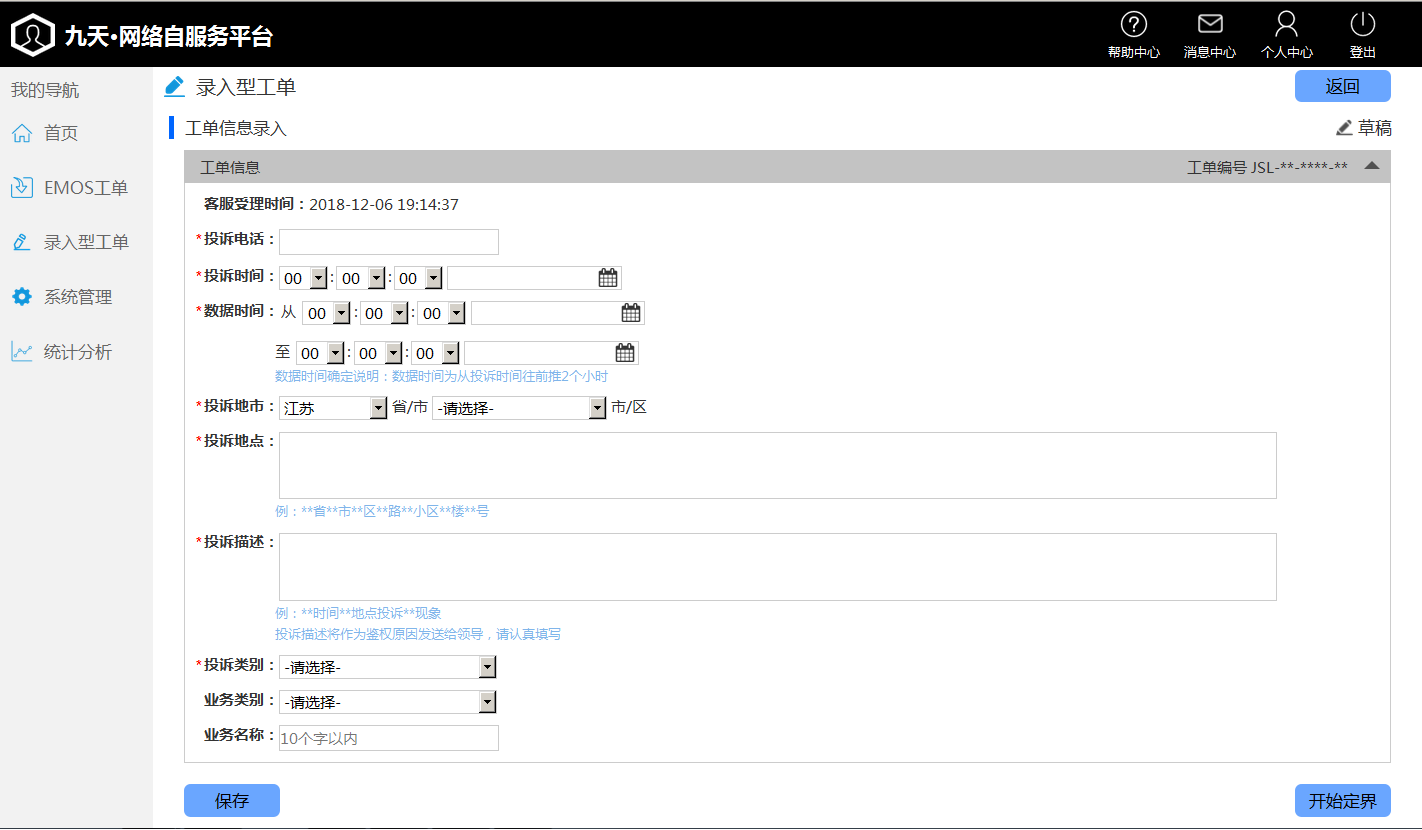 九天•网络自服务平台
帮助中心 消息中心 个人中心 登出
我的导航
首页
EMOS工单
录入型工单
系统管理
统计分析
录入型工单 返回
工单信息录入 草稿
工单信息 工单编号 JSL-**-****-**
客服受理时间：2018-12-06 19:14:37
*投诉电话：
*投诉时间：00 : 00 : 00
*数据时间：从 00 : 00 : 00
至 00 : 00 : 00
数据时间确定说明：数据时间为从投诉时间往前推2个小时
*投诉地市：江苏 省/市 -请选择- 市/区
*投诉地点：
例：**省**市**区**路**小区**楼**号
*投诉描述：
例：**时间**地点投诉**现象
投诉描述将作为鉴权原因发送给领导，请认真填写
*投诉类别：-请选择-
业务类别：-请选择-
业务名称：10个字以内
保存 开始定界